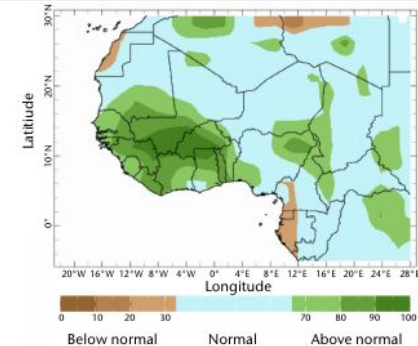 30°N
20°N
10°N
0°
Latitiude
20°W 16°W 12°W 8°W 4°W 0° 4°E 8°E 12°E 16°E 20°E 24°E 28°E
Longitude
0 10 20 30 70 80 90 100
Below normal Normal Above normal